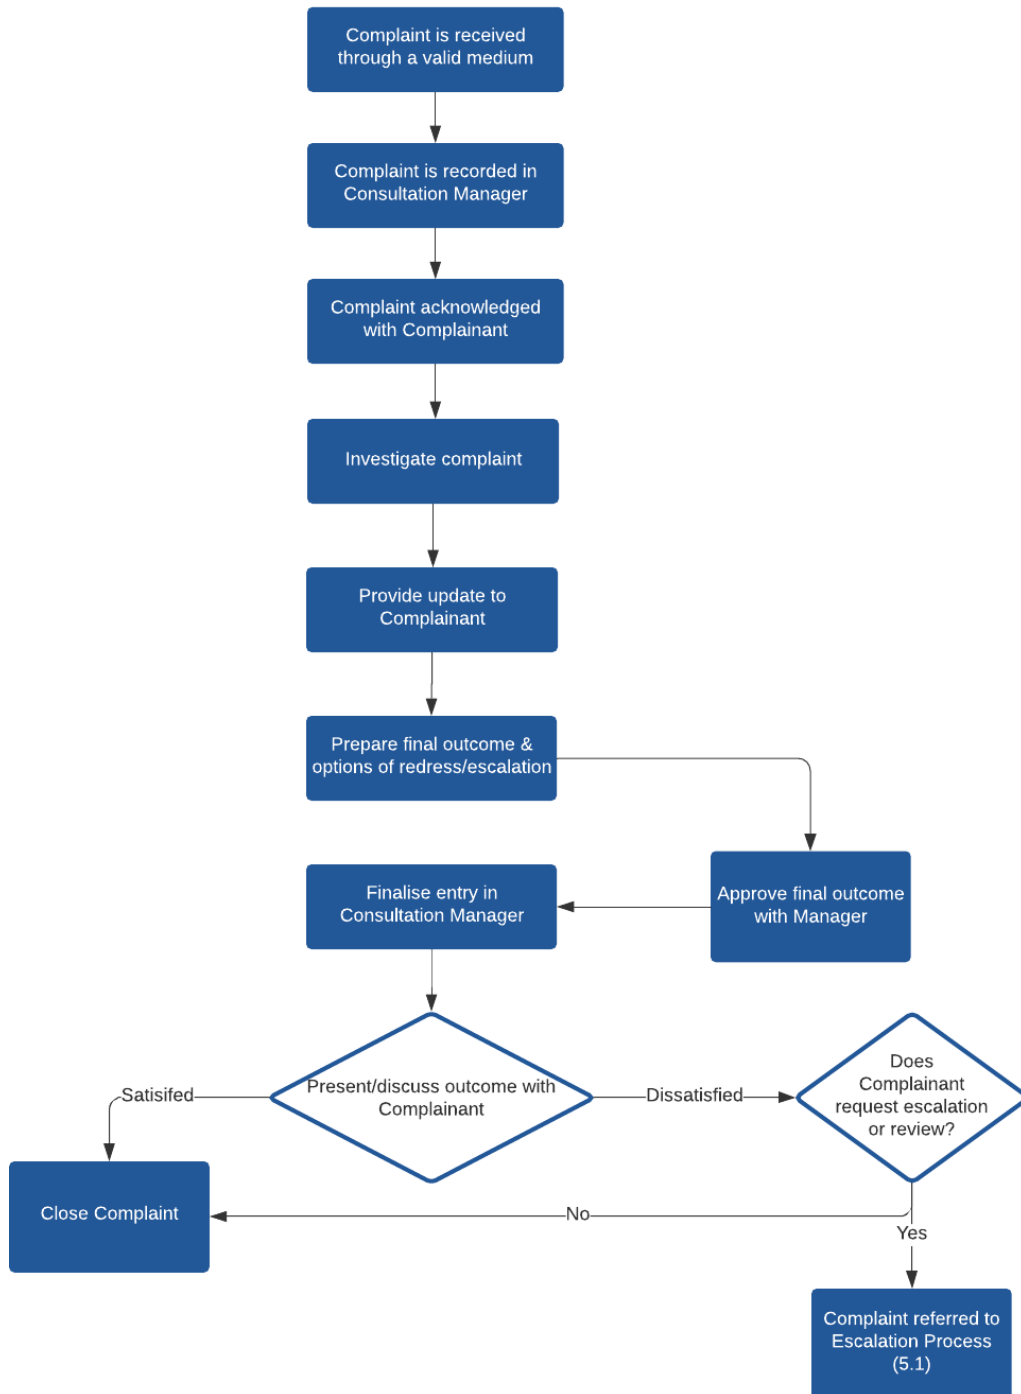 Complaint is received
through a valid medium
Complaint is recorded in
Consultation Manager
Complaint acknowledged
with Complainant
Investigate complaint
Provide update to
Complainant
Prepare final outcome &
options of redress/escalation
Approve final outcome
with Manager
Finalise entry in
Consultation Manager
Present/discuss outcome with
Complainant
Satisifed
Dissatisfied
Does
Complainant
request escalation
or review?
Close Complaint
No
Yes
Complaint referred to
Escalation Process
(5.1)